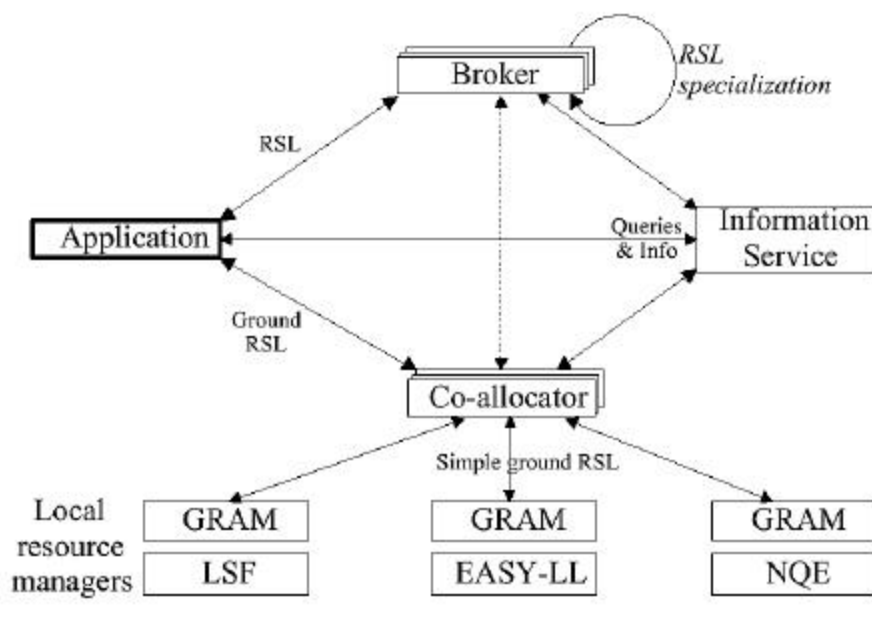 Broker
RSL
specialization
RSL
Application
Queries
& Info
Information
Service
Ground
RSL
Co-allocator
Simple ground RSL
Local
resource
managers
GRAM
GRAM
GRAM
LSF
EASY-LL
NQE